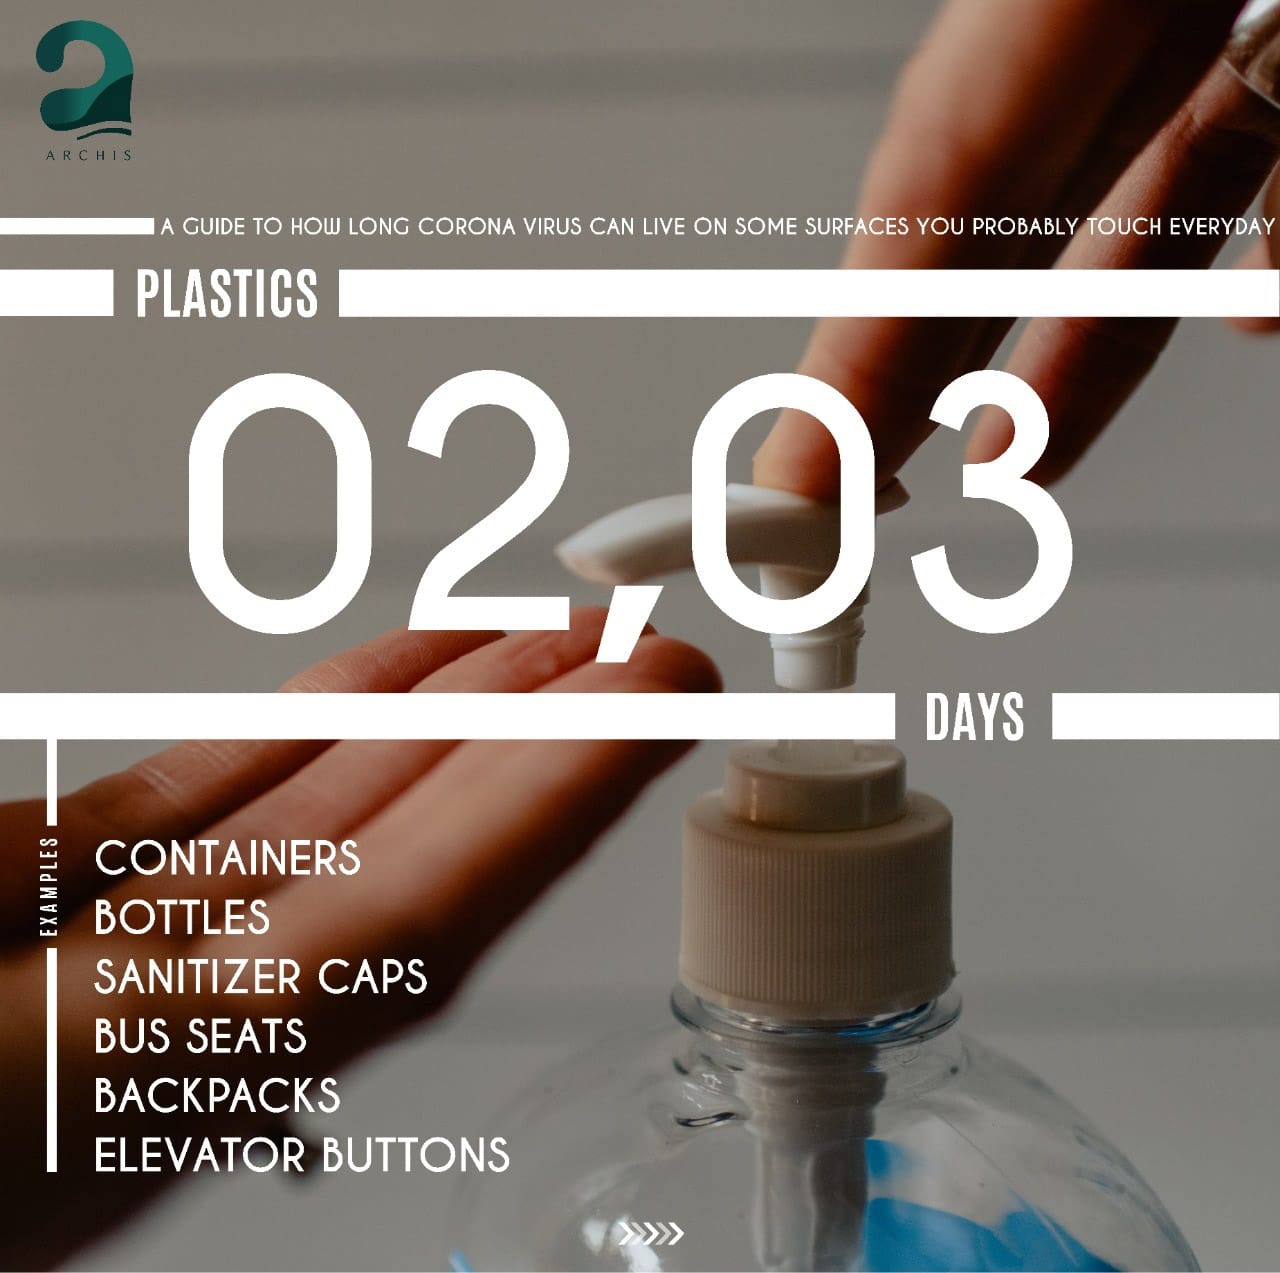 ARCHIS
A GUIDE TO HOW LONG CORONA VIRUS CAN LIVE ON SOME SURFACES YOU PROBABLY TOUCH EVERYDAY
PLASTICS
02,03
DAYS
EXAMPLES
CONTAINERS
BOTTLES
SANITIZER CAPS
BUS SEATS
BACKPACKS
ELEVATOR BUTTONS